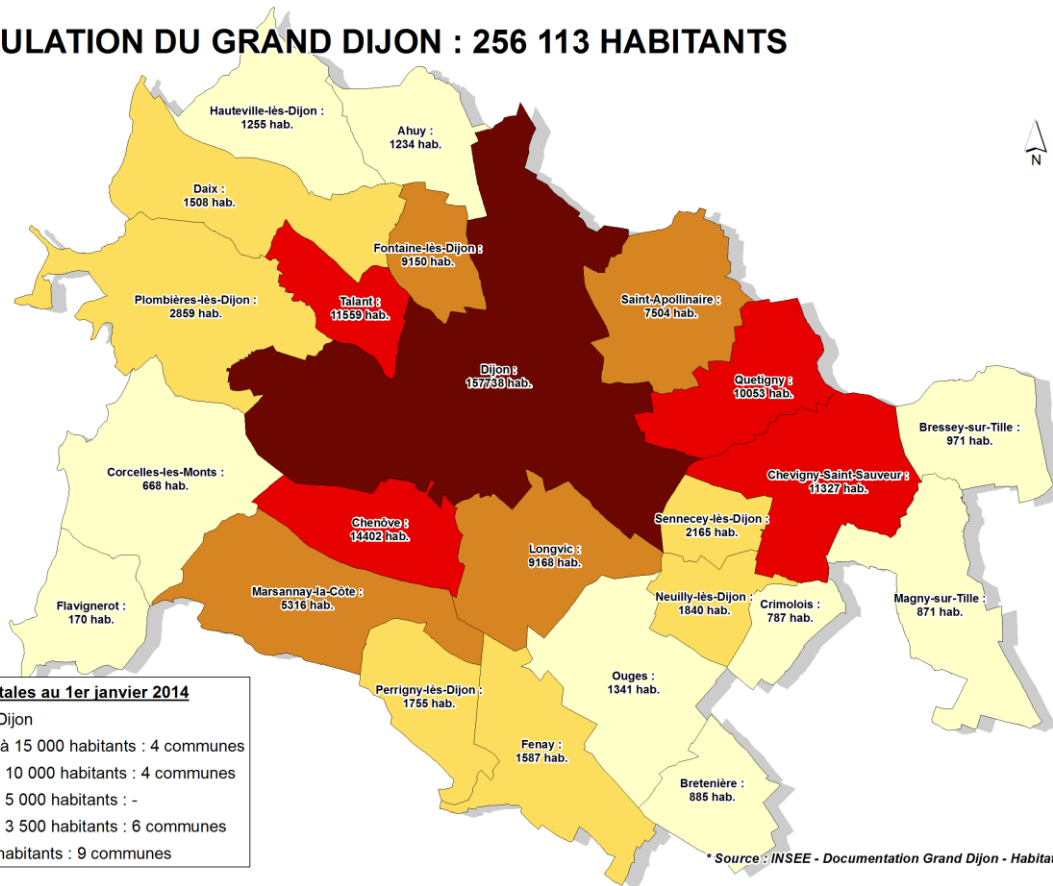 ULATION DU GRAND DIJON : 256 113 HABITANTS
Hauteville-lès-Dijon :
1255 hab.
Ahuy :
1234 hab.
N
Daix :
1508 hab.
Fontaine-lès-Dijon :
9150 hab.
Plombières-lès-Dijon :
2859 hab.
Talant :
11559 hab.
Saint-Apollinaire :
7504 hab.
Dijon :
157738 hab.
Quetigny :
10053 hab.
Bressey-sur-Tille :
971 hab.
Corcelles-les-Monts :
668 hab.
Chevigny-Saint-Sauveur :
11327 hab.
Chenôve :
14402 hab.
Sennecey-lès-Dijon :
2165 hab.
Longvic :
9168 hab.
Marsannay-la-Côte :
5316 hab.
Neuilly-lès-Dijon :
1840 hab.
Crimolois :
787 hab.
Magny-sur-Tille :
871 hab.
Flavignerot :
170 hab.
Ouges :
1341 hab.
Perrigny-lès-Dijon :
1755 hab.
Fenay :
1587 hab.
Bretenière :
885 hab.
tales au 1er janvier 2014
Dijon
à 15 000 habitants : 4 communes
10 000 habitants : 4 communes
5 000 habitants : -
3 500 habitants : 6 communes
habitants : 9 communes
* Source : INSEE - Documentation Grand Dijon - Habitat